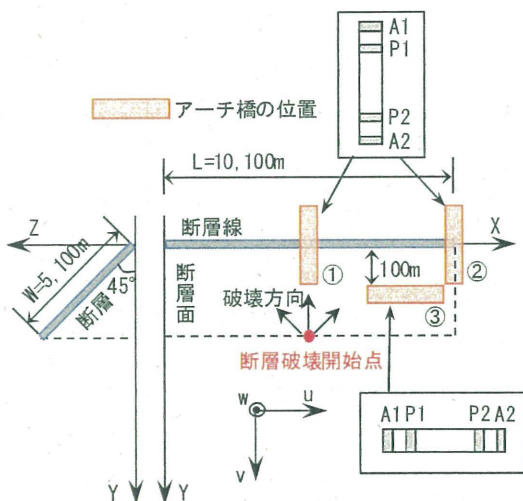 A1
P1
P2
A2
アーチ橋の位置
L=10,100m
Z
断層線
X
W=5,100m
45°
断層
断層面
①
100m
②
破壊方向
③
断層破壊開始点
w
u
v
A1 P1 P2 A2
Y
Y